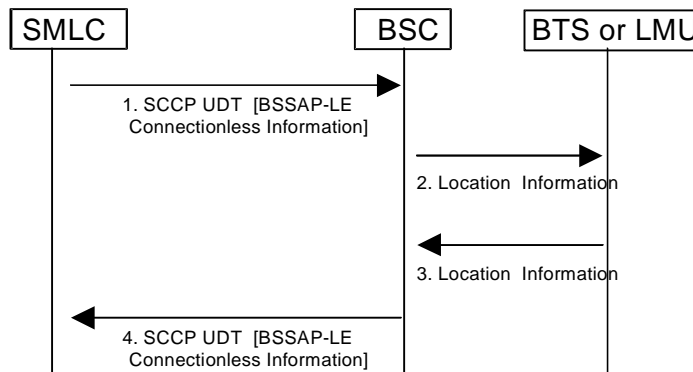 SMLC
BSC
BTS or LMU
1. SCCP UDT [BSSAP-LE
Connectionless Information]
2. Location Information
3. Location Information
4. SCCP UDT [BSSAP-LE
Connectionless Information]